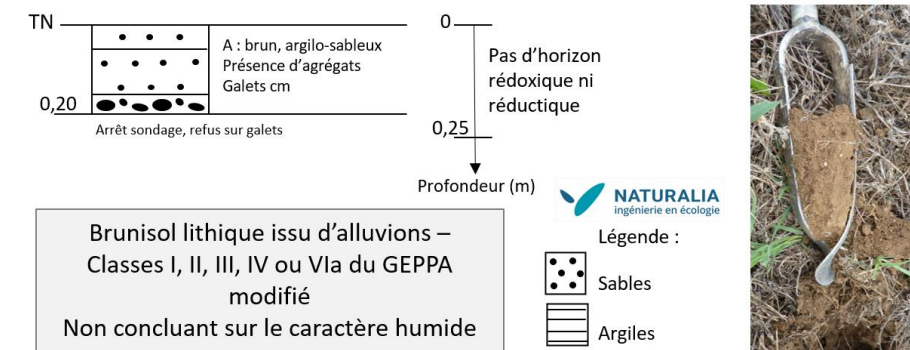 TN
A : brun, argilo-sableux
Présence d’agrégats
Galets cm
0,20
Arrêt sondage, refus sur galets
0
Pas d’horizon
rédoxique ni
réductique
0,25
Profondeur (m)
NATURALIA
ingénierie en écologie
Brunisol lithique issu d’alluvions –
Classes I, II, III, IV ou VIa du GEPPA
modifié
Non concluant sur le caractère humide
Légende :
Sables
Argiles